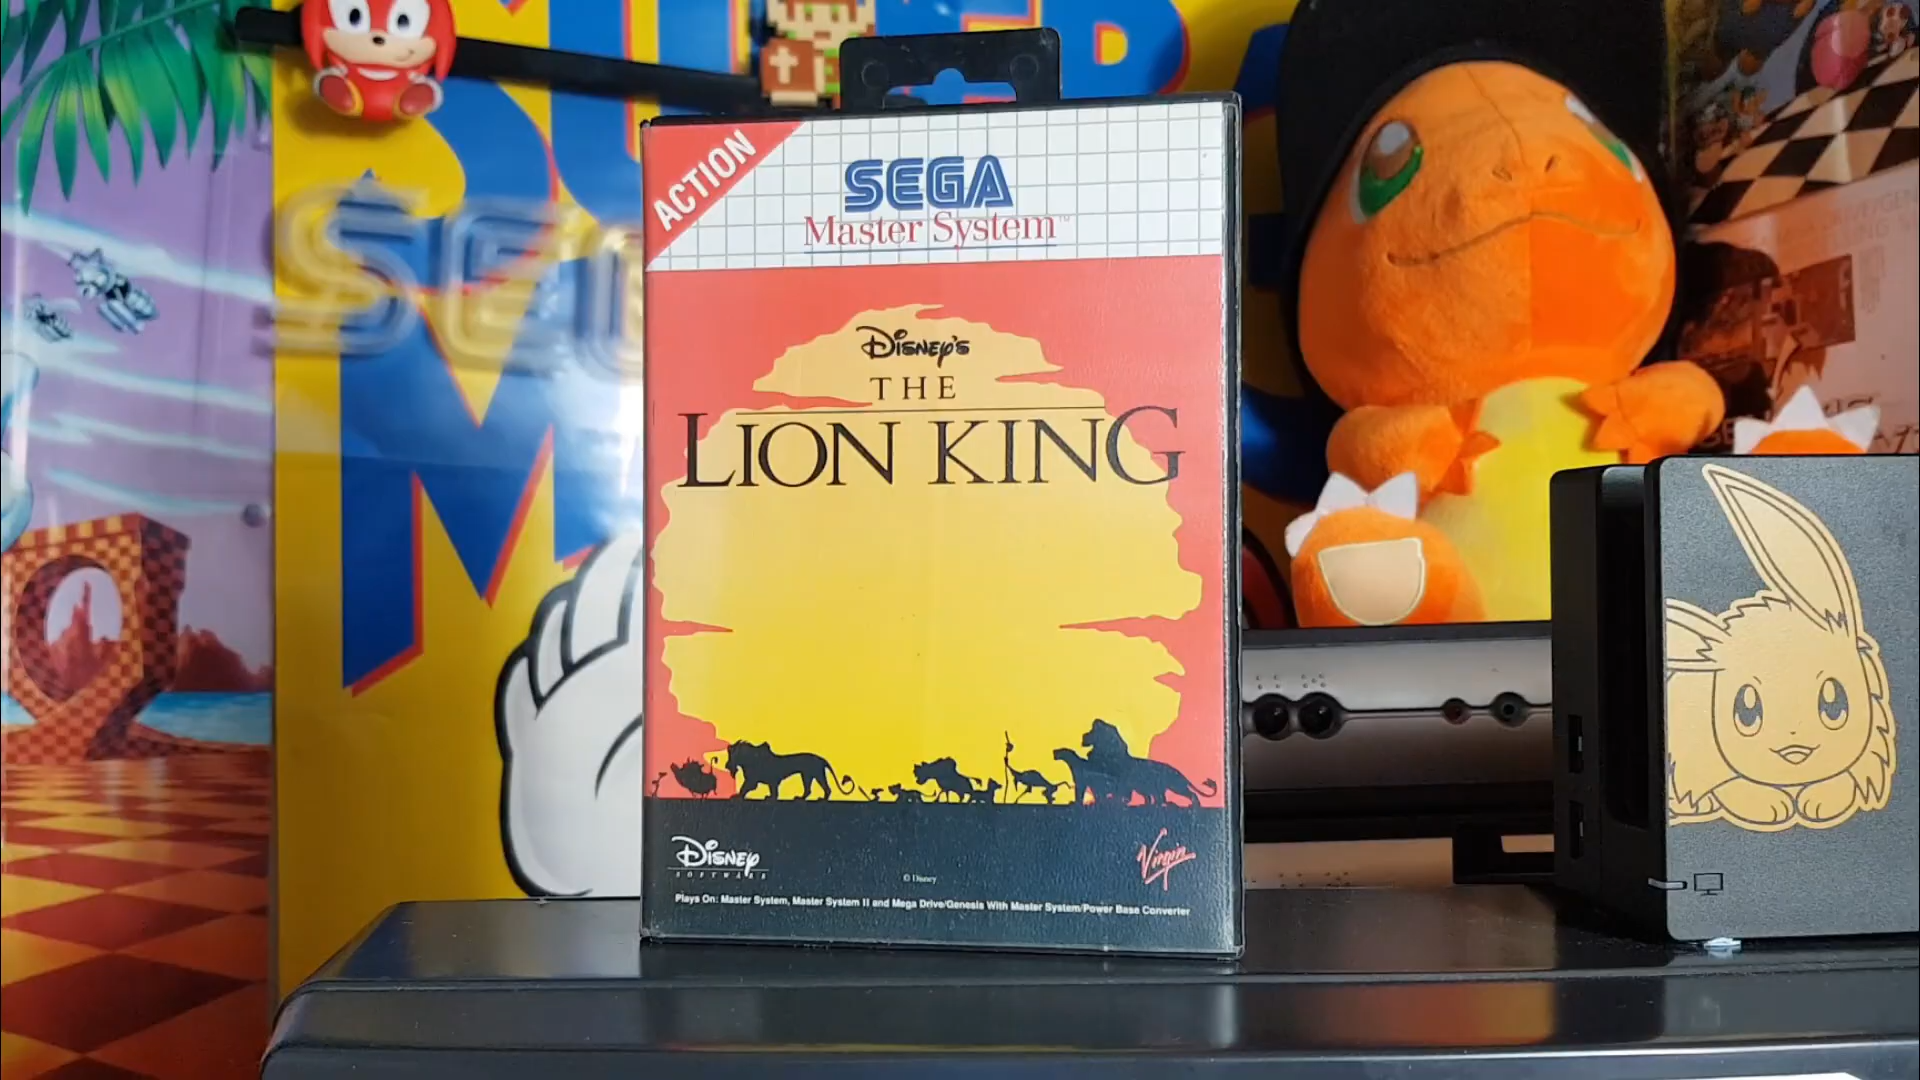 ACTION
SEGA
Master System™
DISNEY'S
THE
LION KING
DISNEY
SOFTWARE
© Disney
Virgin
Plays On: Master System, Master System II and Mega Drive/Genesis With Master System/Power Base Converter